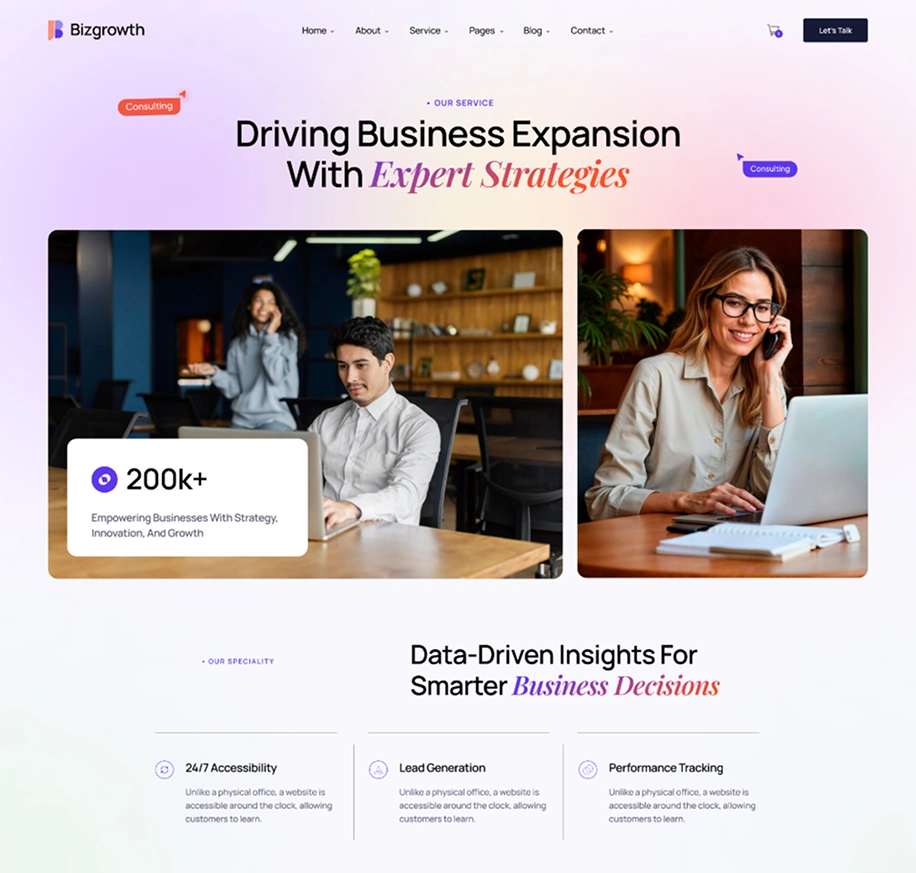 Bizgrowth
Home About Service Pages Blog Contact
Let's Talk
Consulting
• OUR SERVICE
Driving Business Expansion
With Expert Strategies
Consulting
200k+
Empowering Businesses With Strategy,
Innovation, And Growth
• OUR SPECIALITY
Data-Driven Insights For
Smarter Business Decisions
24/7 Accessibility
Unlike a physical office, a website is
accessible around the clock, allowing
customers to learn.
Lead Generation
Unlike a physical office, a website is
accessible around the clock, allowing
customers to learn.
Performance Tracking
Unlike a physical office, a website is
accessible around the clock, allowing
customers to learn.